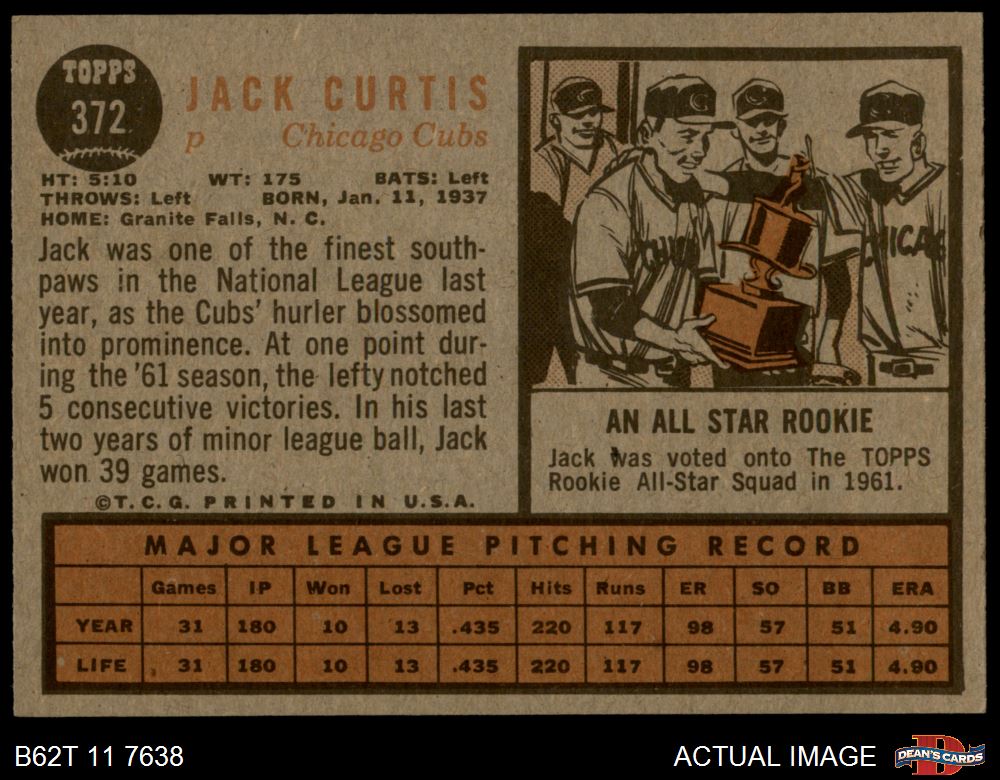 TOPPS
372
JACK CURTIS
p Chicago Cubs
HT: 5:10 WT: 175 BATS: Left
THROWS: Left BORN, Jan. 11, 1937
HOME: Granite Falls, N. C.
Jack was one of the finest south-
paws in the National League last
year, as the Cubs' hurler blossomed
into prominence. At one point dur-
ing the '61 season, the lefty notched
5 consecutive victories. In his last
two years of minor league ball, Jack
won 39 games.
©T.C.G. PRINTED IN U.S.A.
C
CHICAG
AN ALL STAR ROOKIE
Jack was voted onto The TOPPS
Rookie All-Star Squad in 1961.
MAJOR LEAGUE PITCHING RECORD
Games IP Won Lost Pct Hits Runs ER SO BB ERA
YEAR 31 180 10 13 .435 220 117 98 57 51 4.90
LIFE 31 180 10 13 .435 220 117 98 57 51 4.90
B62T 11 7638 ACTUAL IMAGE
DEAN'S CARDS